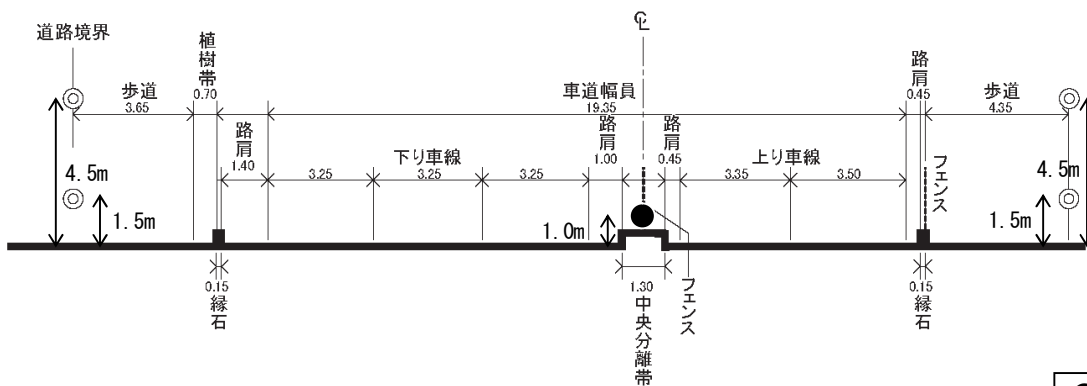 道路境界
植樹帯
0.70
歩道
3.65
車道幅員
19.35
℄
路肩
0.45
歩道
4.35
路肩
1.40
下り車線
3.25
3.25
3.25
路肩
1.00
路肩
0.45
上り車線
3.35
3.50
フェンス
4.5m
1.5m
1.0m
4.5m
1.5m
0.15
縁石
1.30
中央分離帯
フェンス
0.15
縁石